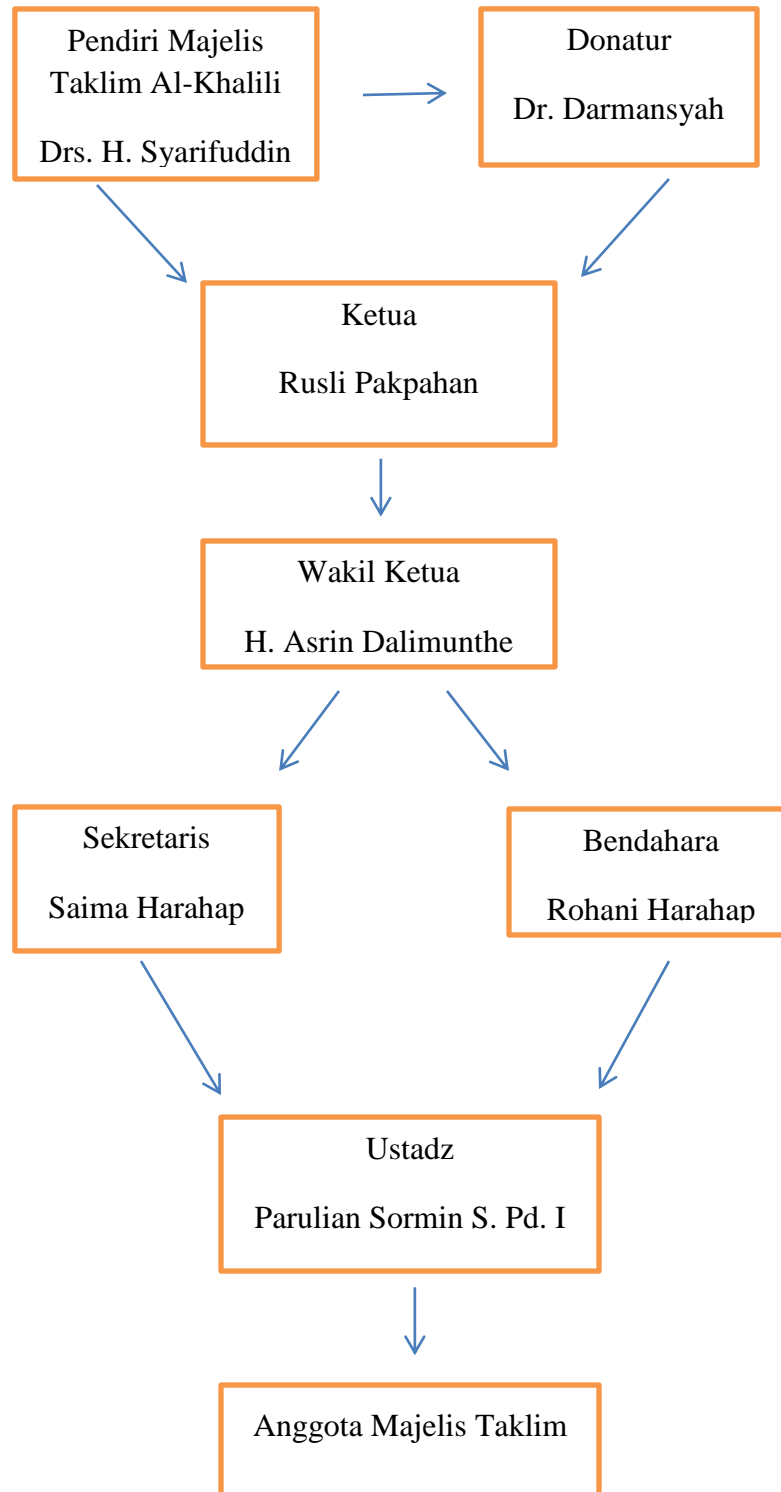 Pendiri Majelis
Taklim Al-Khalili
Drs. H. Syarifuddin
Donatur
Dr. Darmansyah
Ketua
Rusli Pakpahan
Wakil Ketua
H. Asrin Dalimunthe
Sekretaris
Saima Harahap
Bendahara
Rohani Harahap
Ustadz
Parulian Sormin S. Pd. I
Anggota Majelis Taklim